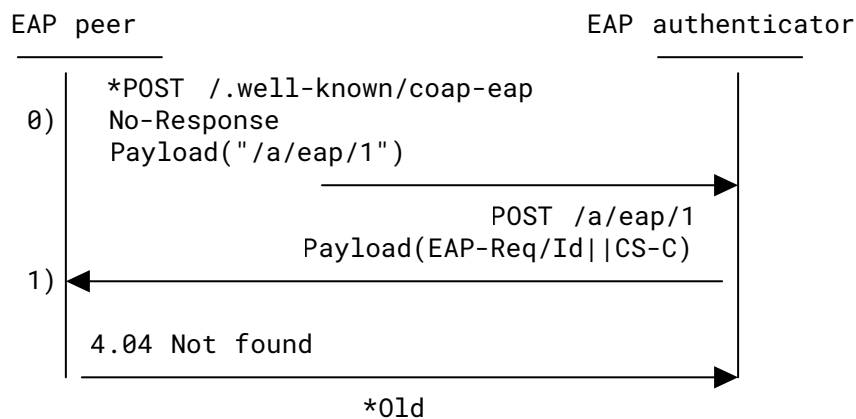 EAP peer EAP authenticator
*POST /.well-known/coap-eap
0) No-Response
Payload("/a/eap/1")
POST /a/eap/1
Payload(EAP-Req/Id||CS-C)
1)
4.04 Not found
*Old